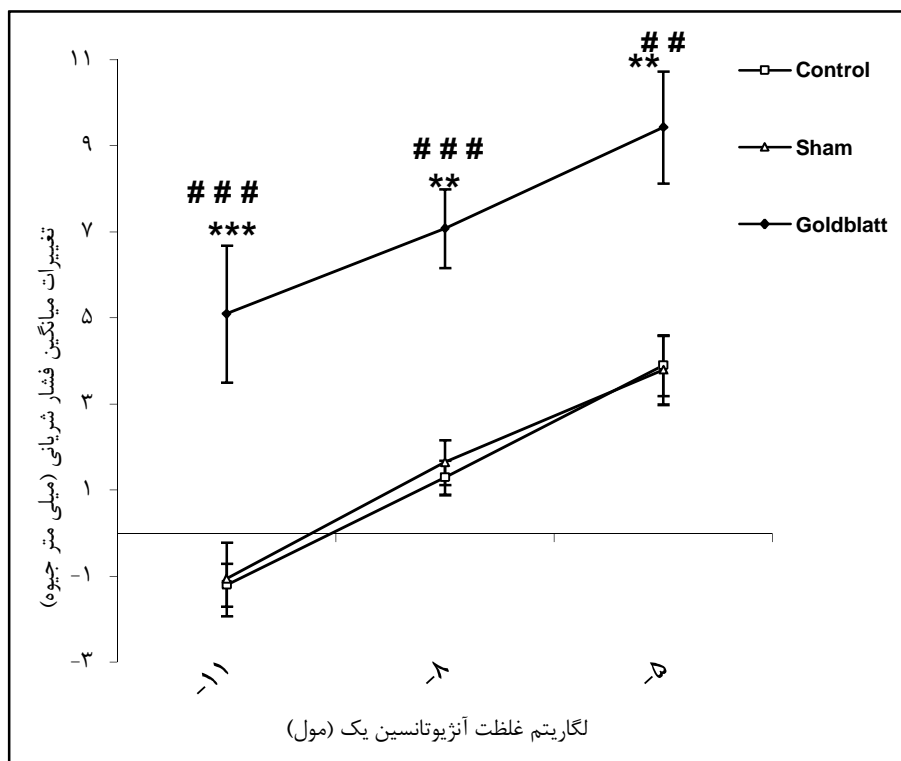 # #
۱۱
**
Control
۹
# # #
**
Sham
# # #
***
۷
Goldblatt
۵
۳
۱
-۱
-۳
تغییرات میانگین فشار شریانی (میلی متر جیوه)
-۱۱
-۸
-۵
لگاریتم غلظت آنژیوتانسین یک (مول)